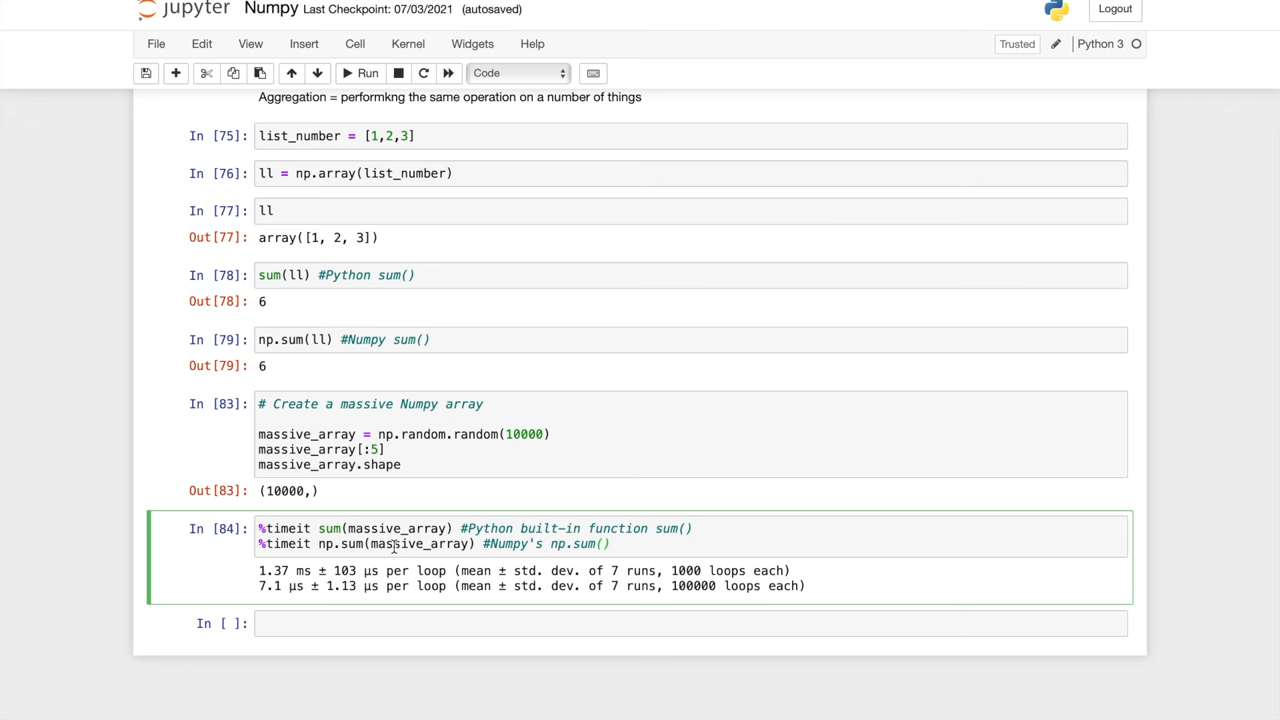 jupyter Numpy Last Checkpoint: 07/03/2021 (autosaved)
Logout
File Edit View Insert Cell Kernel Widgets Help
Trusted Python 3
Run Code
Aggregation = performkng the same operation on a number of things
In [75]: list_number = [1,2,3]
In [76]: ll = np.array(list_number)
In [77]: ll
Out[77]: array([1, 2, 3])
In [78]: sum(ll) #Python sum()
Out[78]: 6
In [79]: np.sum(ll) #Numpy sum()
Out[79]: 6
In [83]: # Create a massive Numpy array
massive_array = np.random.random(10000)
massive_array[:5]
massive_array.shape
Out[83]: (10000,)
In [84]: %timeit sum(massive_array) #Python built-in function sum()
%timeit np.sum(massive_array) #Numpy's np.sum()
1.37 ms ± 103 µs per loop (mean ± std. dev. of 7 runs, 1000 loops each)
7.1 µs ± 1.13 µs per loop (mean ± std. dev. of 7 runs, 100000 loops each)
In [ ]: